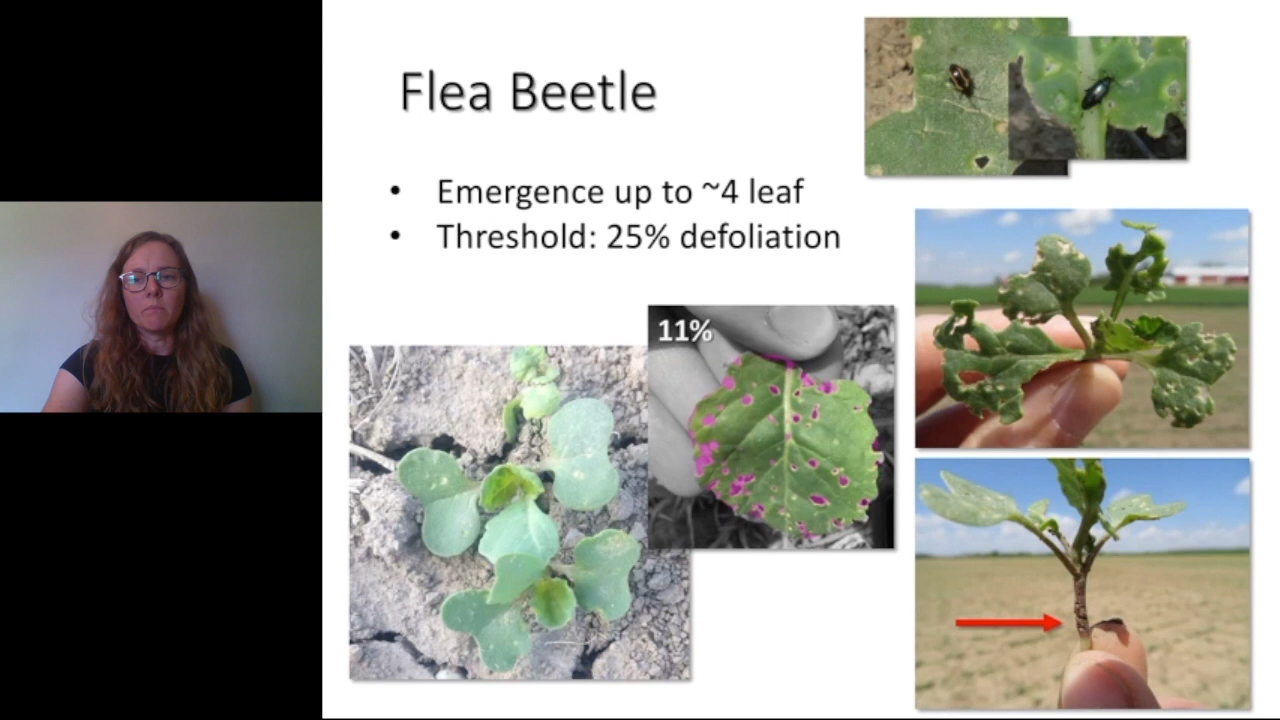 Flea Beetle
• Emergence up to ~4 leaf
• Threshold: 25% defoliation
11%